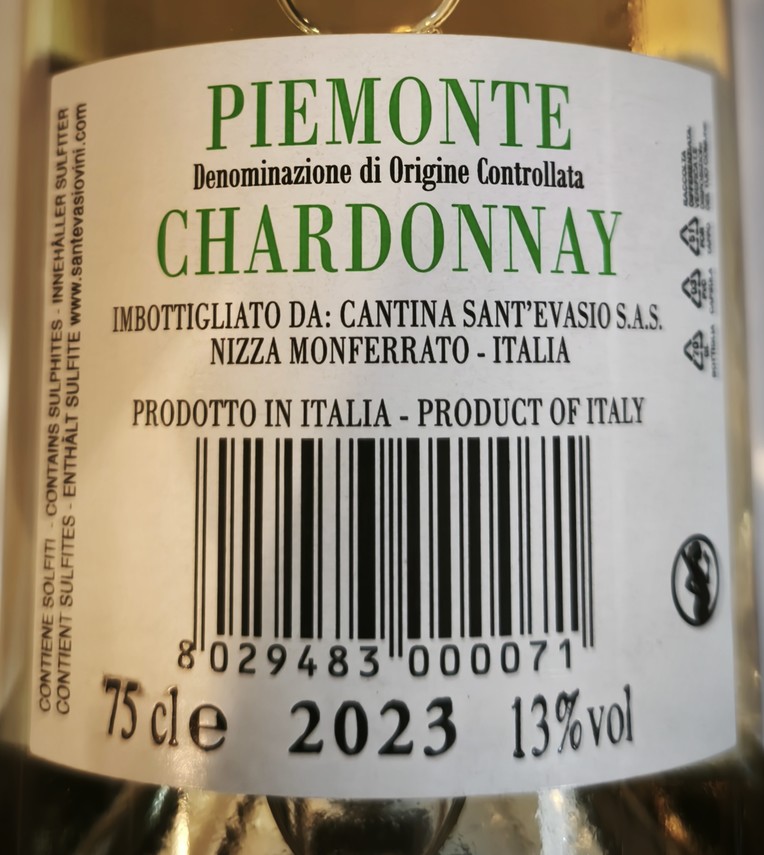 PIEMONTE
Denominazione di Origine Controllata
CHARDONNAY
IMBOTTIGLIATO DA: CANTINA SANT'EVASIO S.A.S.
NIZZA MONFERRATO - ITALIA
PRODOTTO IN ITALIA - PRODUCT OF ITALY
8 029483 000071
75 cl e 2023 13% vol
CONTIENE SOLFITI - CONTAINS SULPHITES - INNEHÅLLER SULFITER
CONTIENT SULFITES - ENTHÄLT SULFITE www.santevasiovini.com
RACCOLTA
DIFFERENZIATA